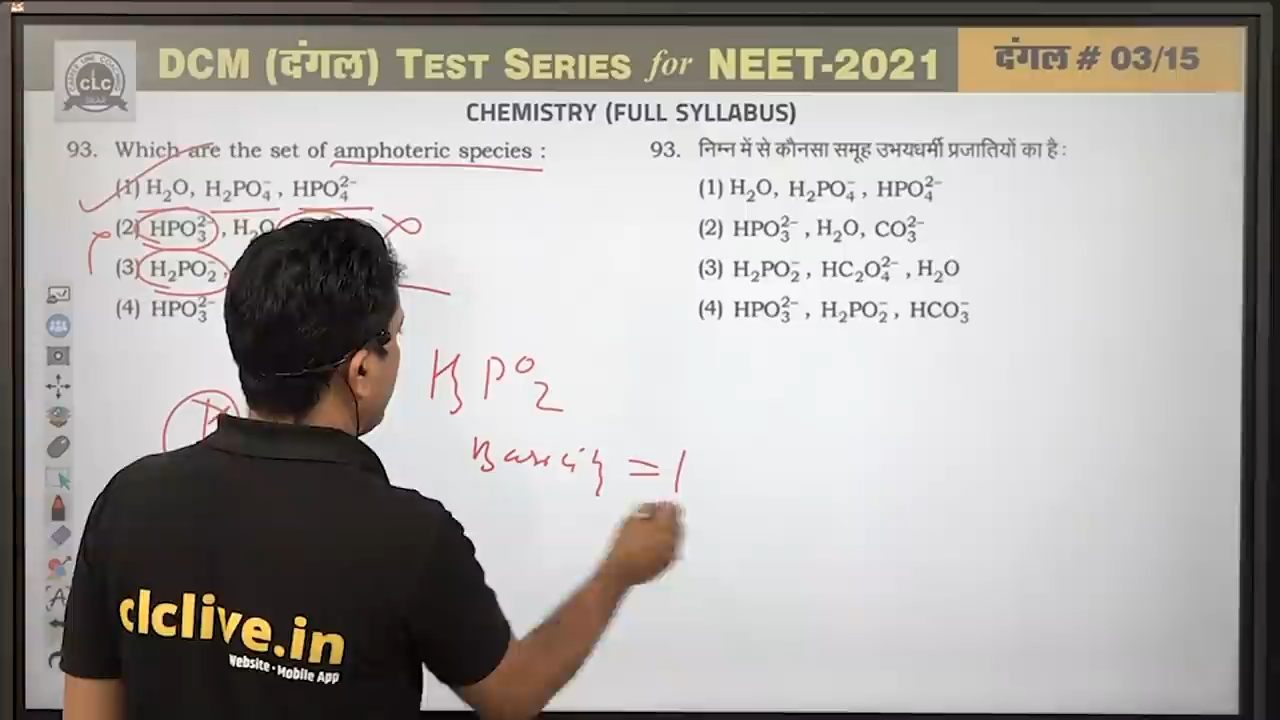 DCM (दंगल) TEST SERIES for NEET-2021
दंगल # 03/15
CLC
CHEMISTRY (FULL SYLLABUS)
93. Which are the set of amphoteric species :
(1) H₂O, H₂PO₄⁻, HPO₄²⁻
(2) HPO₃²⁻, H₂O
(3) H₂PO₂⁻
(4) HPO₃²⁻
93. निम्न में से कौनसा समूह उभयधर्मी प्रजातियों का है :
(1) H₂O, H₂PO₄⁻, HPO₄²⁻
(2) HPO₃²⁻, H₂O, CO₃²⁻
(3) H₂PO₂⁻, HC₂O₄²⁻, H₂O
(4) HPO₃²⁻, H₂PO₂⁻, HCO₃⁻
H₃PO₂
Basicity = 1
clclive.in
Website • Mobile App